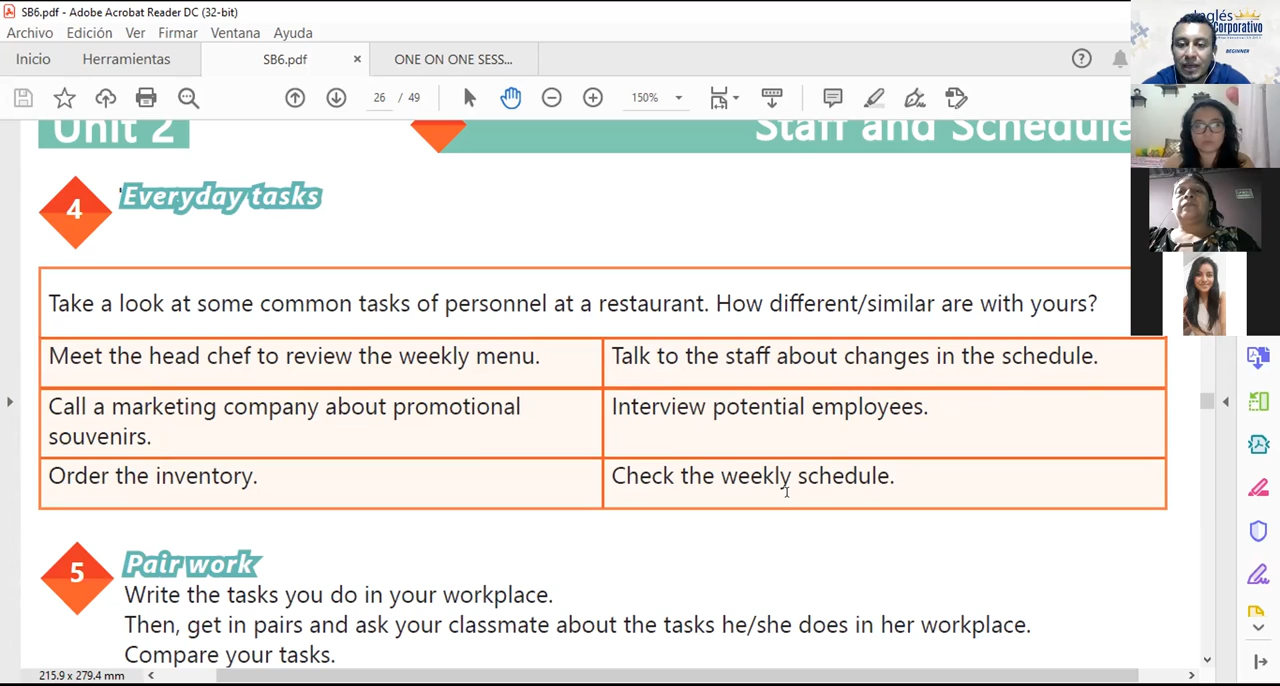 SB6.pdf - Adobe Acrobat Reader DC (32-bit)
Archivo Edición Ver Firmar Ventana Ayuda
Inicio Herramientas SB6.pdf × ONE ON ONE SESS...
26 / 49 150%
Inglés
Corporativo
BEGINNER
Unit 2 Staff and Schedule
4 Everyday tasks
Take a look at some common tasks of personnel at a restaurant. How different/similar are with yours?
Meet the head chef to review the weekly menu. Talk to the staff about changes in the schedule.
Call a marketing company about promotional
souvenirs.
Interview potential employees.
Order the inventory. Check the weekly schedule.
5 Pair work
Write the tasks you do in your workplace.
Then, get in pairs and ask your classmate about the tasks he/she does in her workplace.
Compare your tasks.
215.9 x 279.4 mm